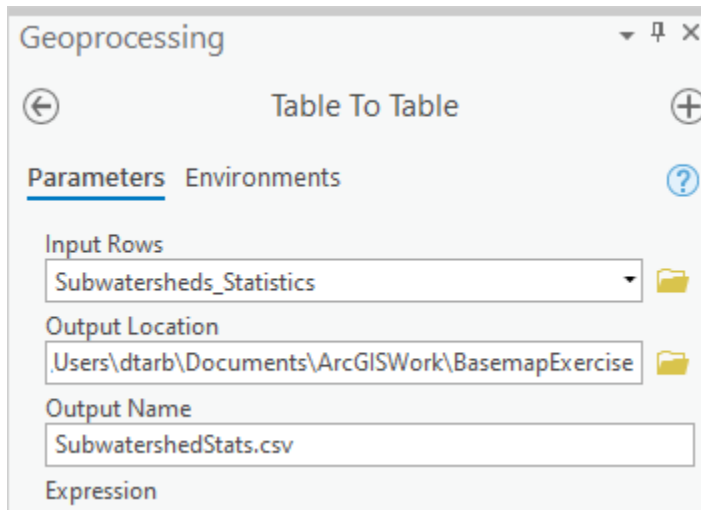 Geoprocessing
Table To Table
Parameters Environments
Input Rows
Subwatersheds_Statistics
Output Location
Users\dtarb\Documents\ArcGISWork\BasemapExercise
Output Name
SubwatershedStats.csv
Expression